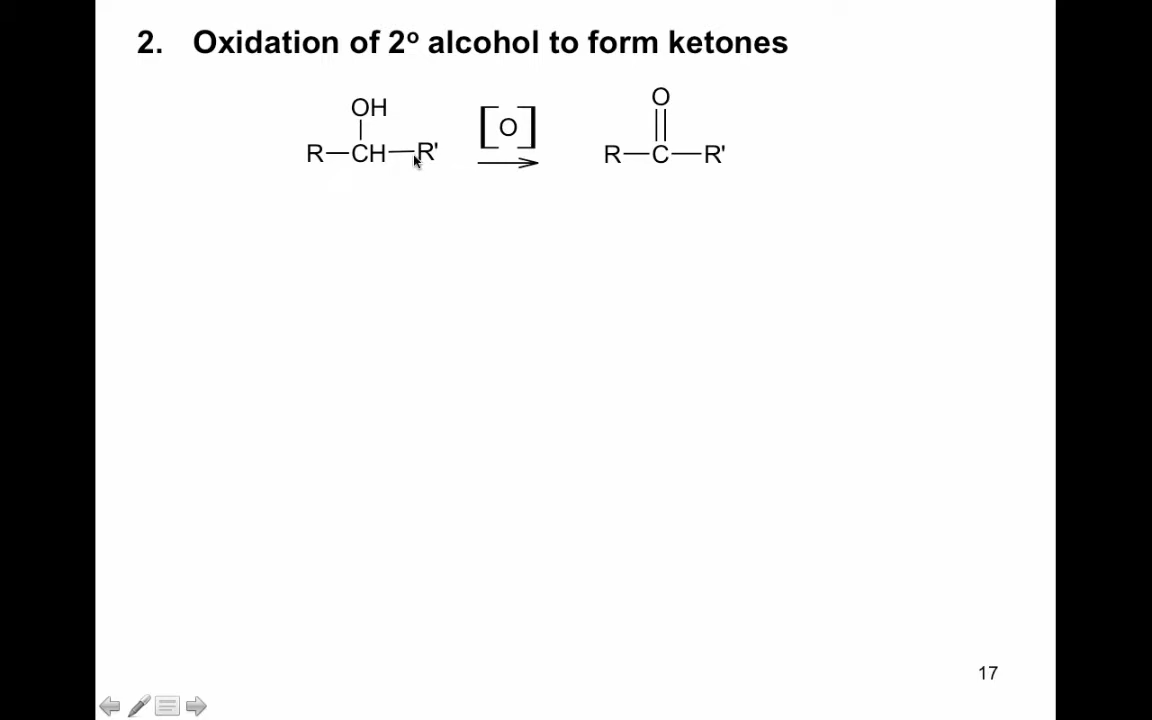 2. Oxidation of 2º alcohol to form ketones
OH
R—CH—R'
[O]
O
R—C—R'
17